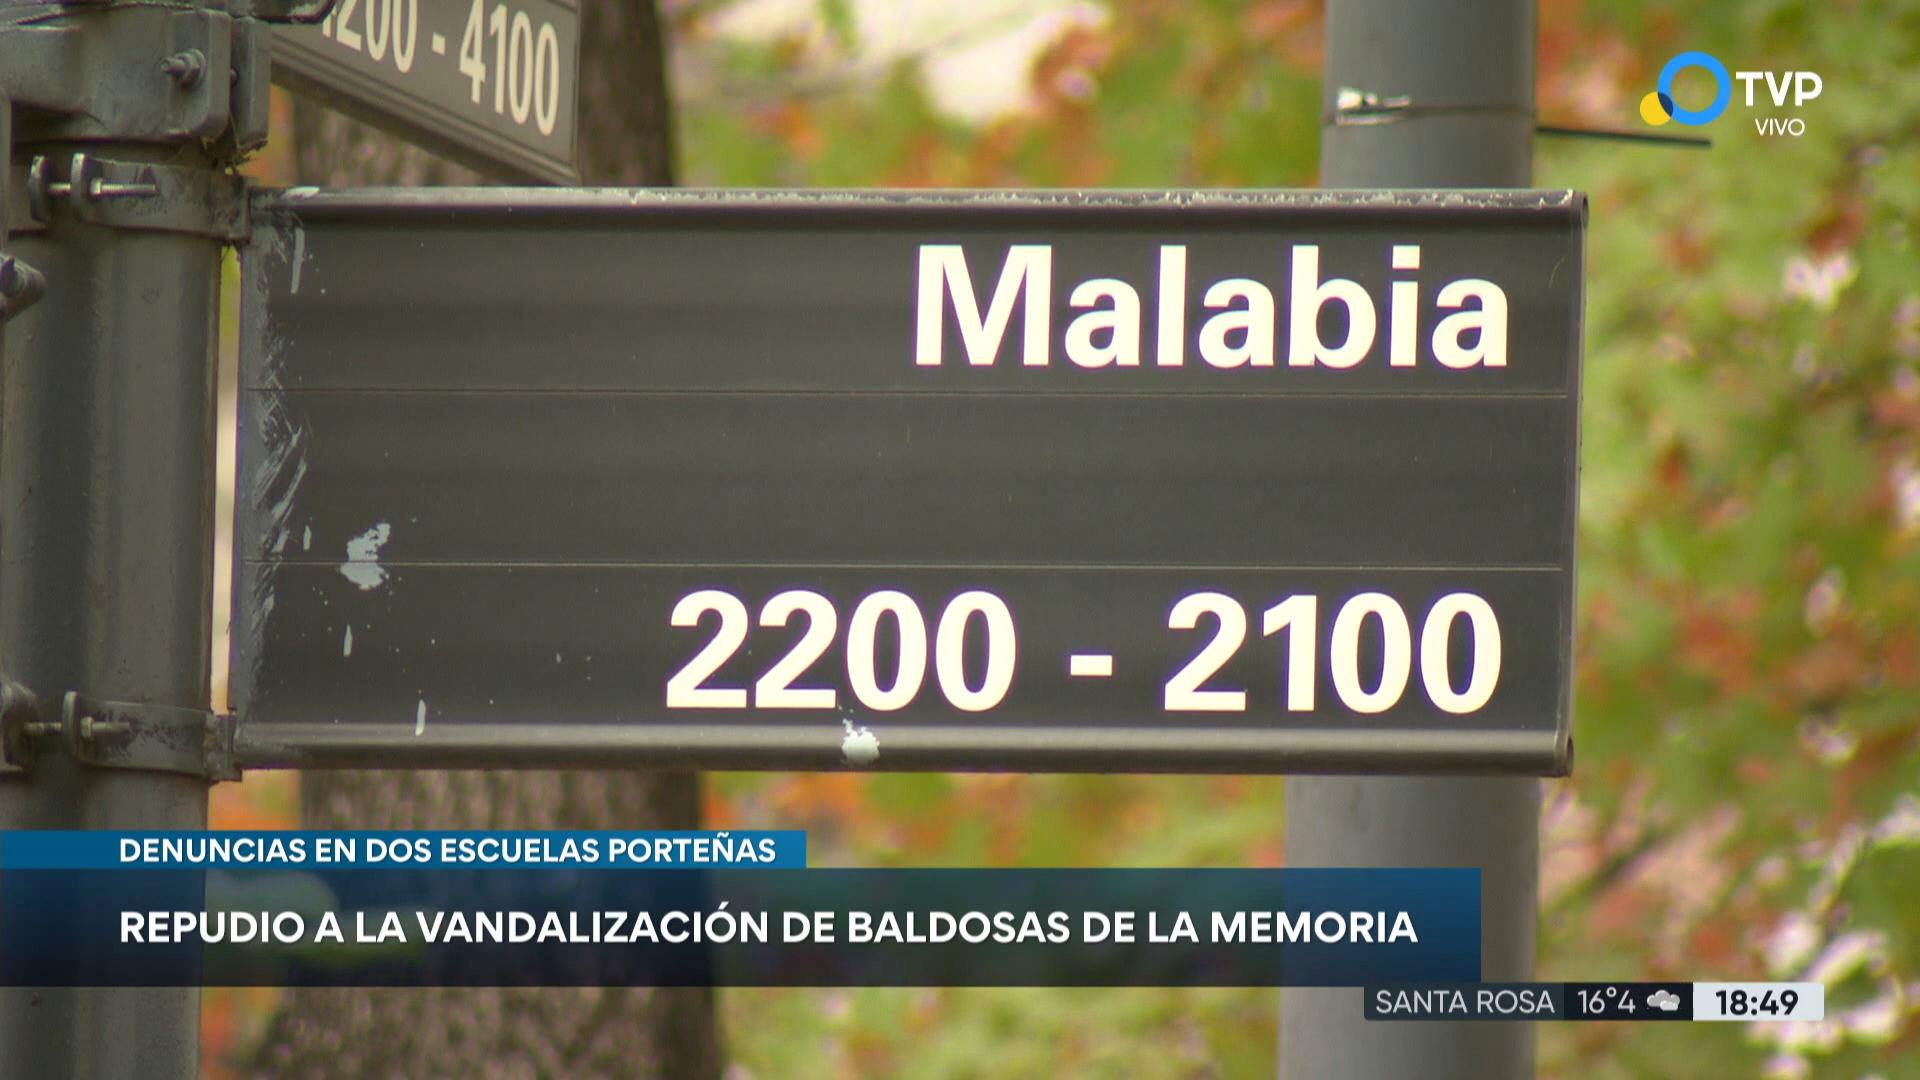 - 4100
TVP
VIVO
Malabia
2200 - 2100
DENUNCIAS EN DOS ESCUELAS PORTEÑAS
REPUDIO A LA VANDALIZACIÓN DE BALDOSAS DE LA MEMORIA
SANTA ROSA 16°4 18:49